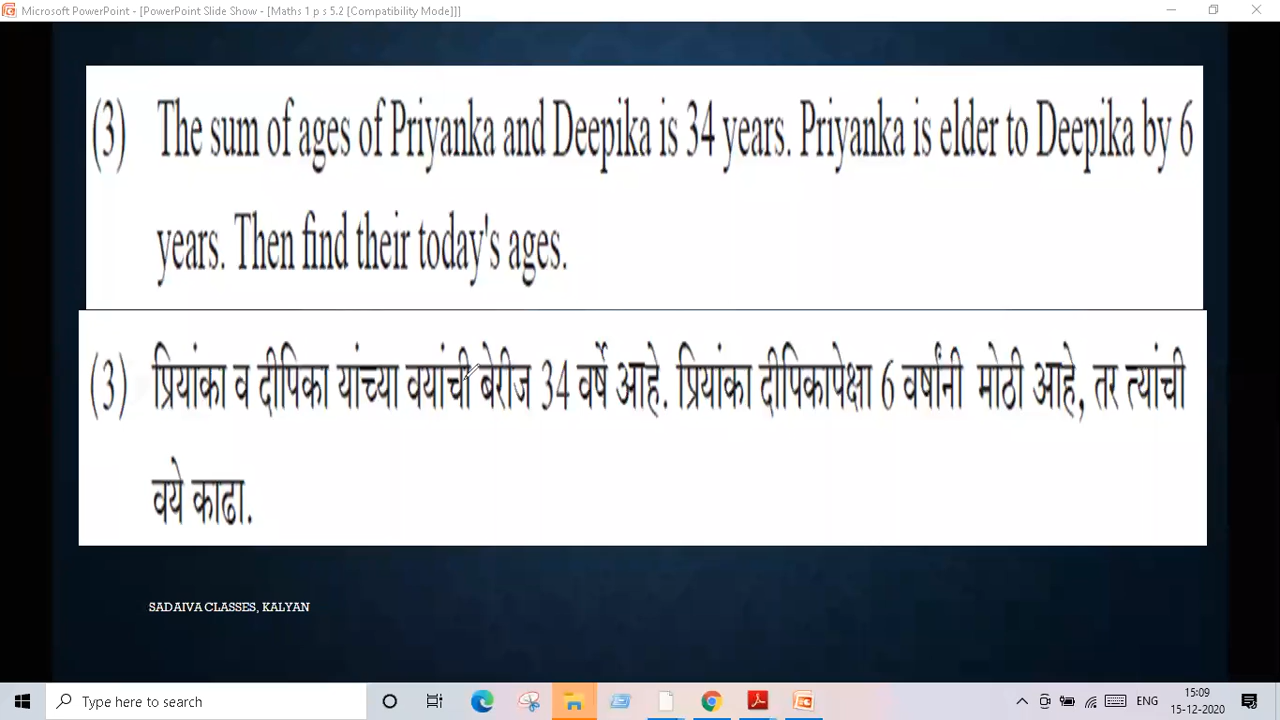 Microsoft PowerPoint - [PowerPoint Slide Show - [Maths 1 p s 5.2 [Compatibility Mode]]]
(3) The sum of ages of Priyanka and Deepika is 34 years. Priyanka is elder to Deepika by 6
years. Then find their today's ages.
(3) प्रियांका व दीपिका यांच्या वयांची बेरीज 34 वर्षे आहे. प्रियांका दीपिकापेक्षा 6 वर्षांनी मोठी आहे, तर त्यांची
वये काढा.
SADAIVA CLASSES, KALYAN
Type here to search
ENG
15:09
15-12-2020